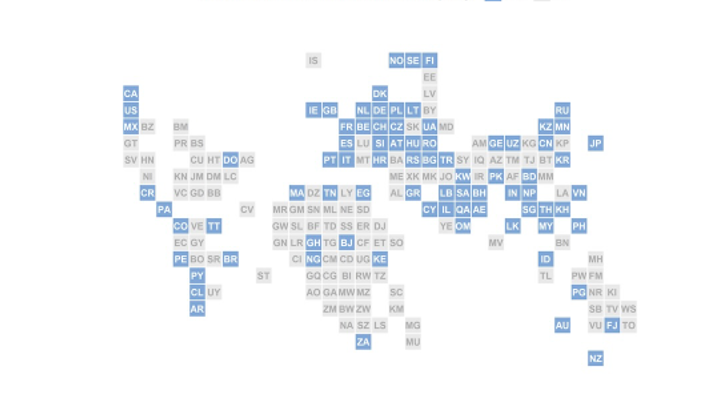 IS NO SE FI
EE
CA DK LV
US IE GB NL DE PL LT BY RU
MX BZ BM FR BE CH CZ SK UA MD KZ MN
GT PR BS ES LU SI AT HU RO AM GE UZ KG CN KP JP
SV HN CU HT DO AG PT IT MT HR BA RS BG TR SY IQ AZ TM TJ BT KR
NI KN JM DM LC ME XK MK JO KW IR PK AF BD MM
CR VC GD BB MA DZ TN LY EG AL GR LB SA BH IN NP LA VN
PA CV MR GM SN ML NE SD CY IL QA AE SG TH KH
CO VE TT GW SL BF TD SS ER DJ YE OM LK MY PH
EC GY GN LR GH TG BJ CF ET SO MV BN
PE BO SR BR CI NG CM CD UG KE ID MH
PY ST GQ CG BI RW TZ TL PW FM
CL UY AO GA MW MZ SC PG NR KI
AR ZM BW ZW KM SB TV WS
NA SZ LS MG AU VU FJ TO
ZA MU
NZ